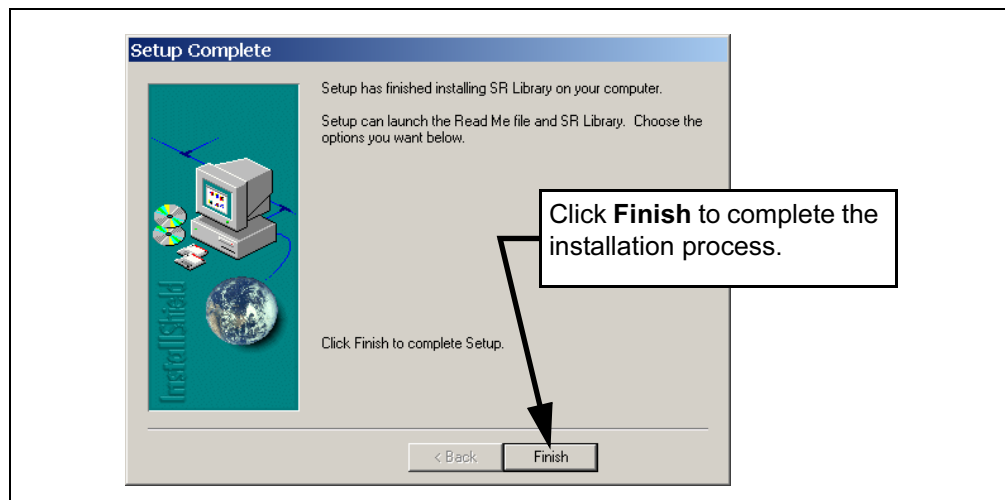 Setup Complete
Setup has finished installing SR Library on your computer.
Setup can launch the Read Me file and SR Library. Choose the
options you want below.
Click Finish to complete the
installation process.
InstallShield
Click Finish to complete Setup.
< Back
Finish